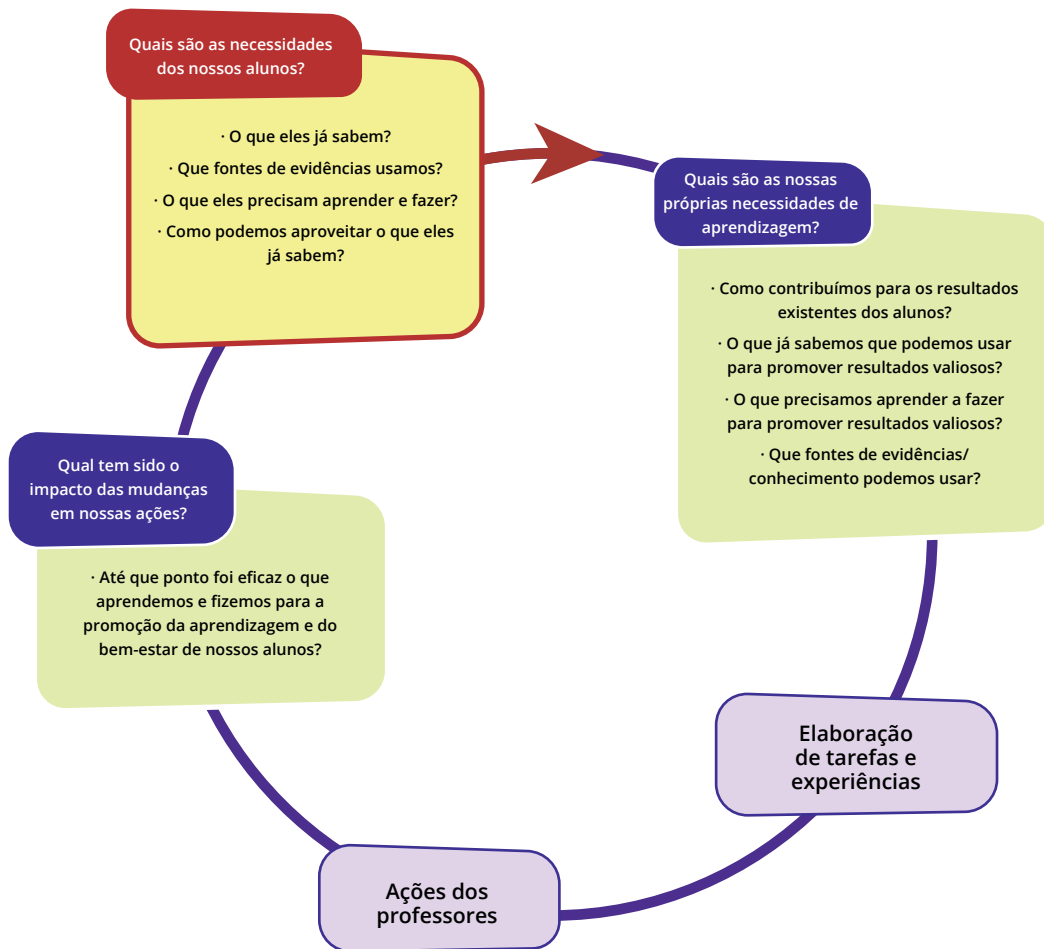 Quais são as necessidades
dos nossos alunos?
· O que eles já sabem?
· Que fontes de evidências usamos?
· O que eles precisam aprender e fazer?
· Como podemos aproveitar o que eles
já sabem?
Quais são as nossas
próprias necessidades de
aprendizagem?
· Como contribuímos para os resultados
existentes dos alunos?
· O que já sabemos que podemos usar
para promover resultados valiosos?
· O que precisamos aprender a fazer
para promover resultados valiosos?
· Que fontes de evidências/
conhecimento podemos usar?
Elaboração
de tarefas e
experiências
Ações dos
professores
Qual tem sido o
impacto das mudanças
em nossas ações?
· Até que ponto foi eficaz o que
aprendemos e fizemos para a
promoção da aprendizagem e do
bem-estar de nossos alunos?